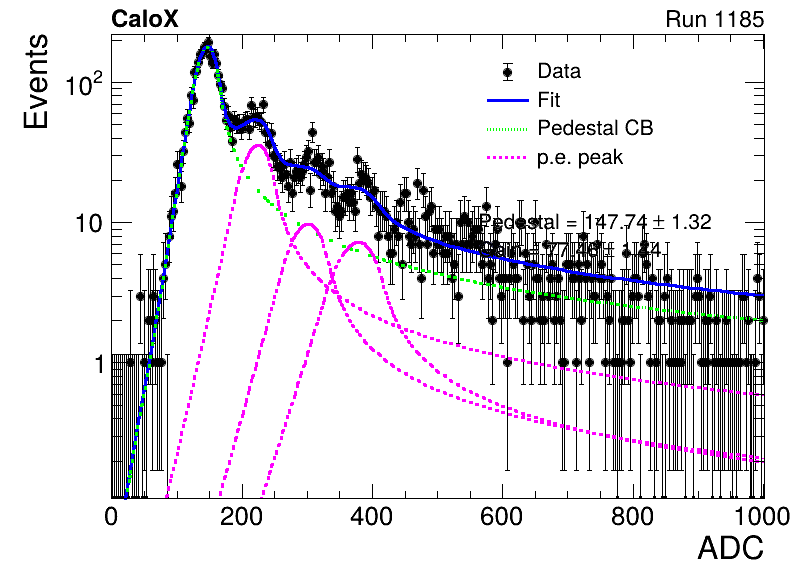 CaloX
Run 1185
Events
Data
Fit
Pedestal CB
p.e. peak
Pedestal = 147.74 ± 1.32
10²
10
1
0
200
400
600
800
1000
ADC